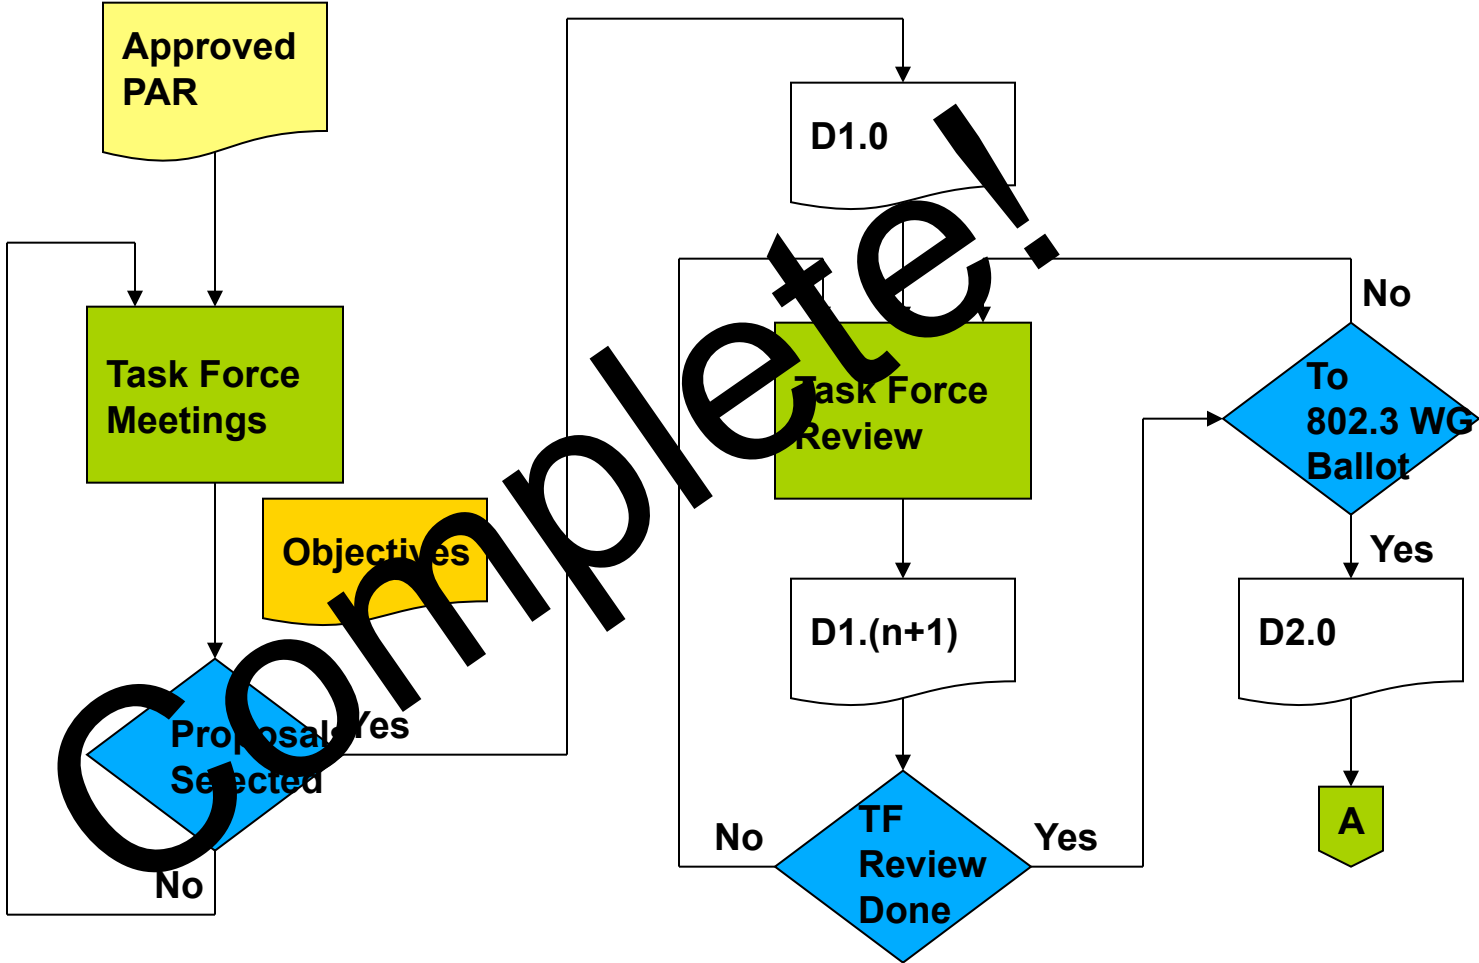 Approved
PAR
Task Force
Meetings
Objectives
Proposals
Selected
Yes
No
D1.0
Task Force
Review
D1.(n+1)
TF
Review
Done
No
Yes
To
802.3 WG
Ballot
No
Yes
D2.0
A
Complete!